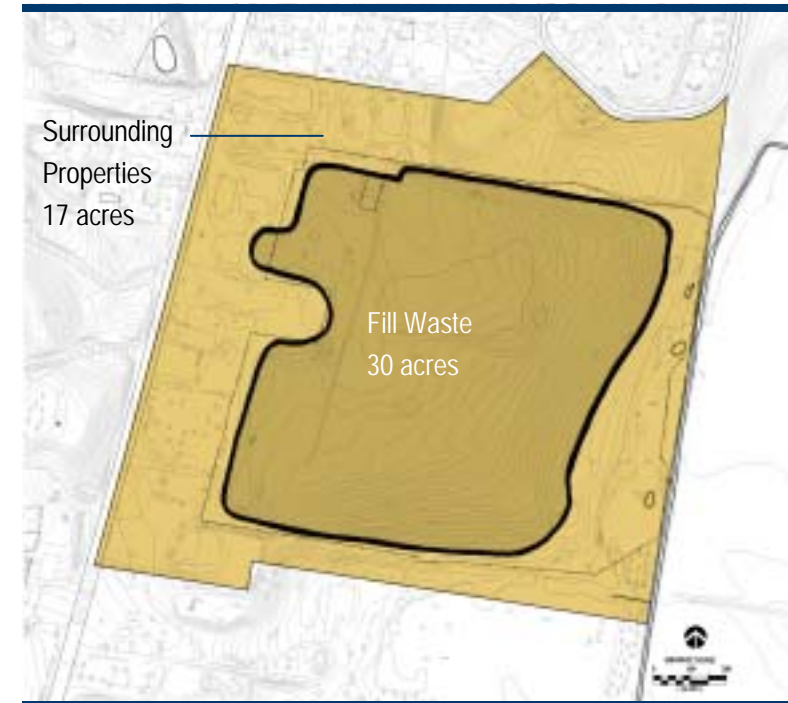 Surrounding
Properties
17 acres
Fill Waste
30 acres